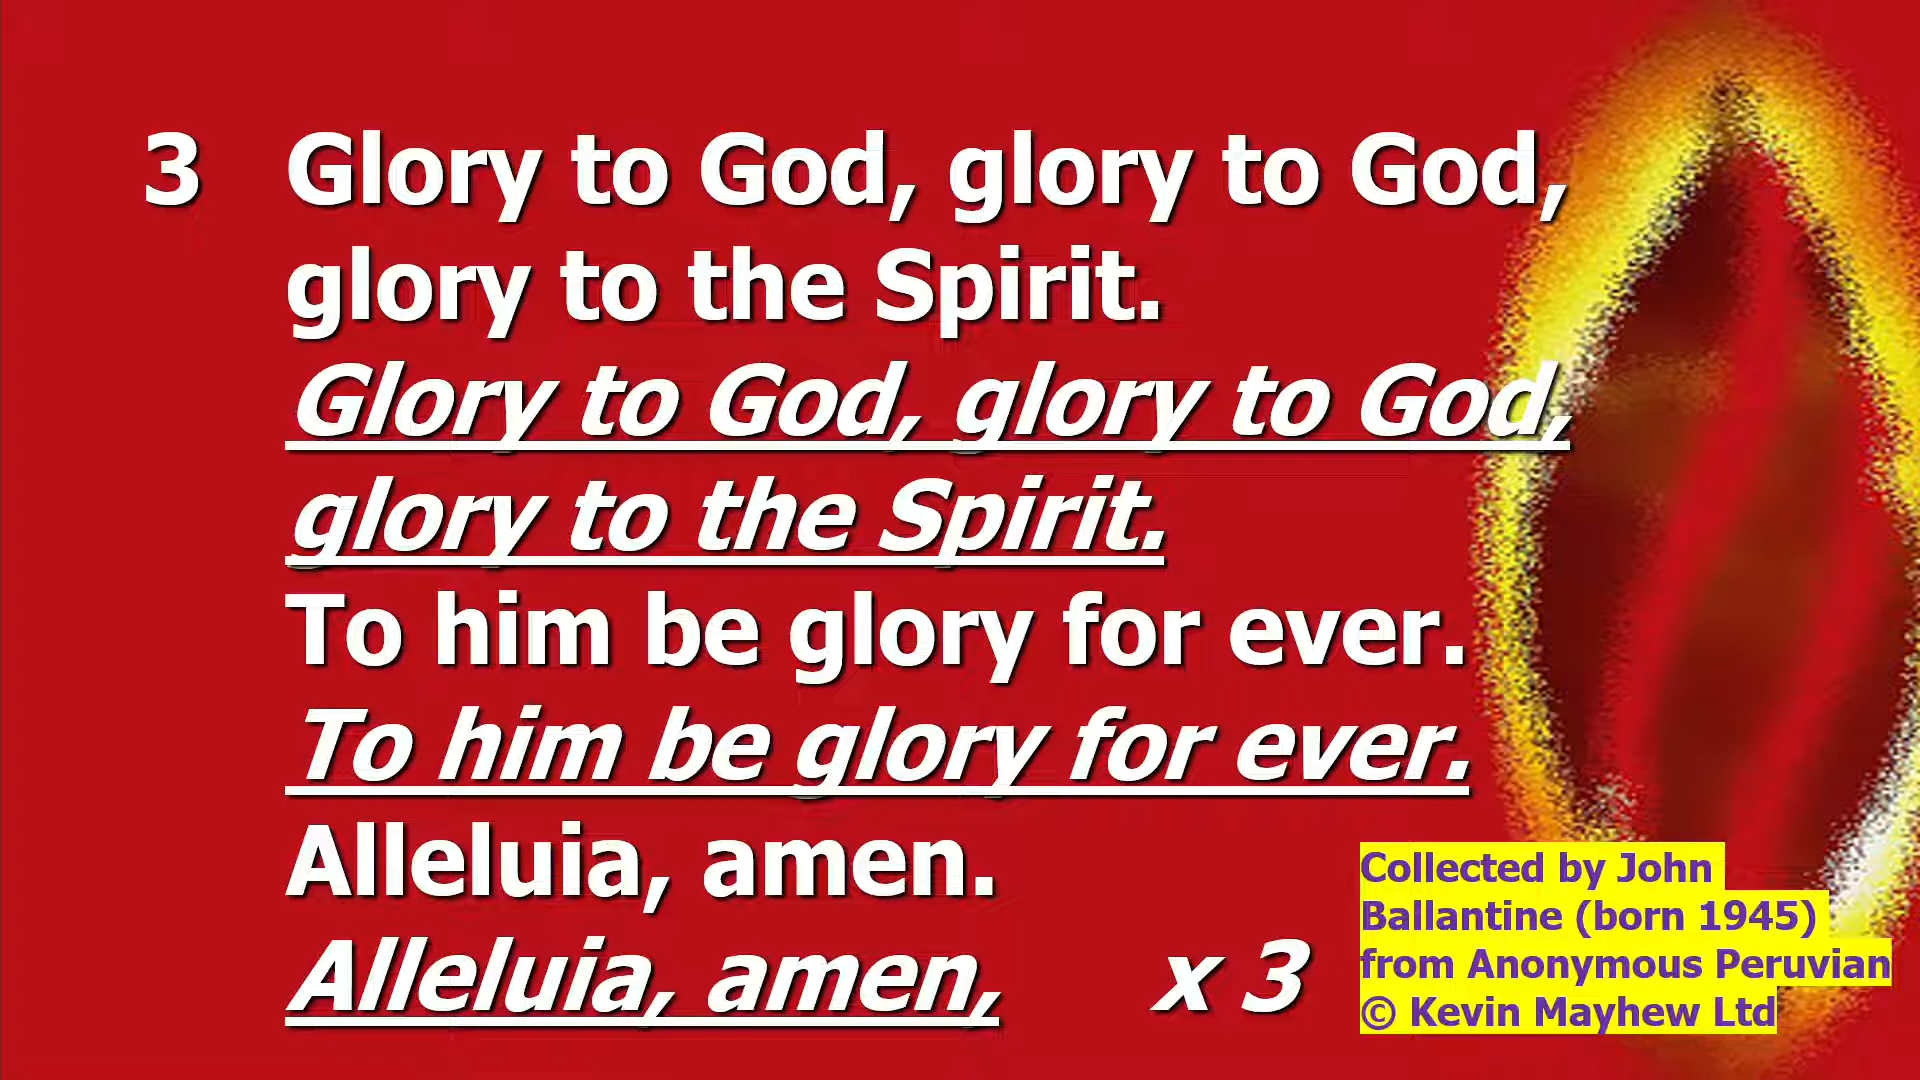 3 Glory to God, glory to God,
glory to the Spirit.
Glory to God, glory to God,
glory to the Spirit.
To him be glory for ever.
To him be glory for ever.
Alleluia, amen.
Alleluia, amen, x 3
Collected by John
Ballantine (born 1945)
from Anonymous Peruvian
© Kevin Mayhew Ltd